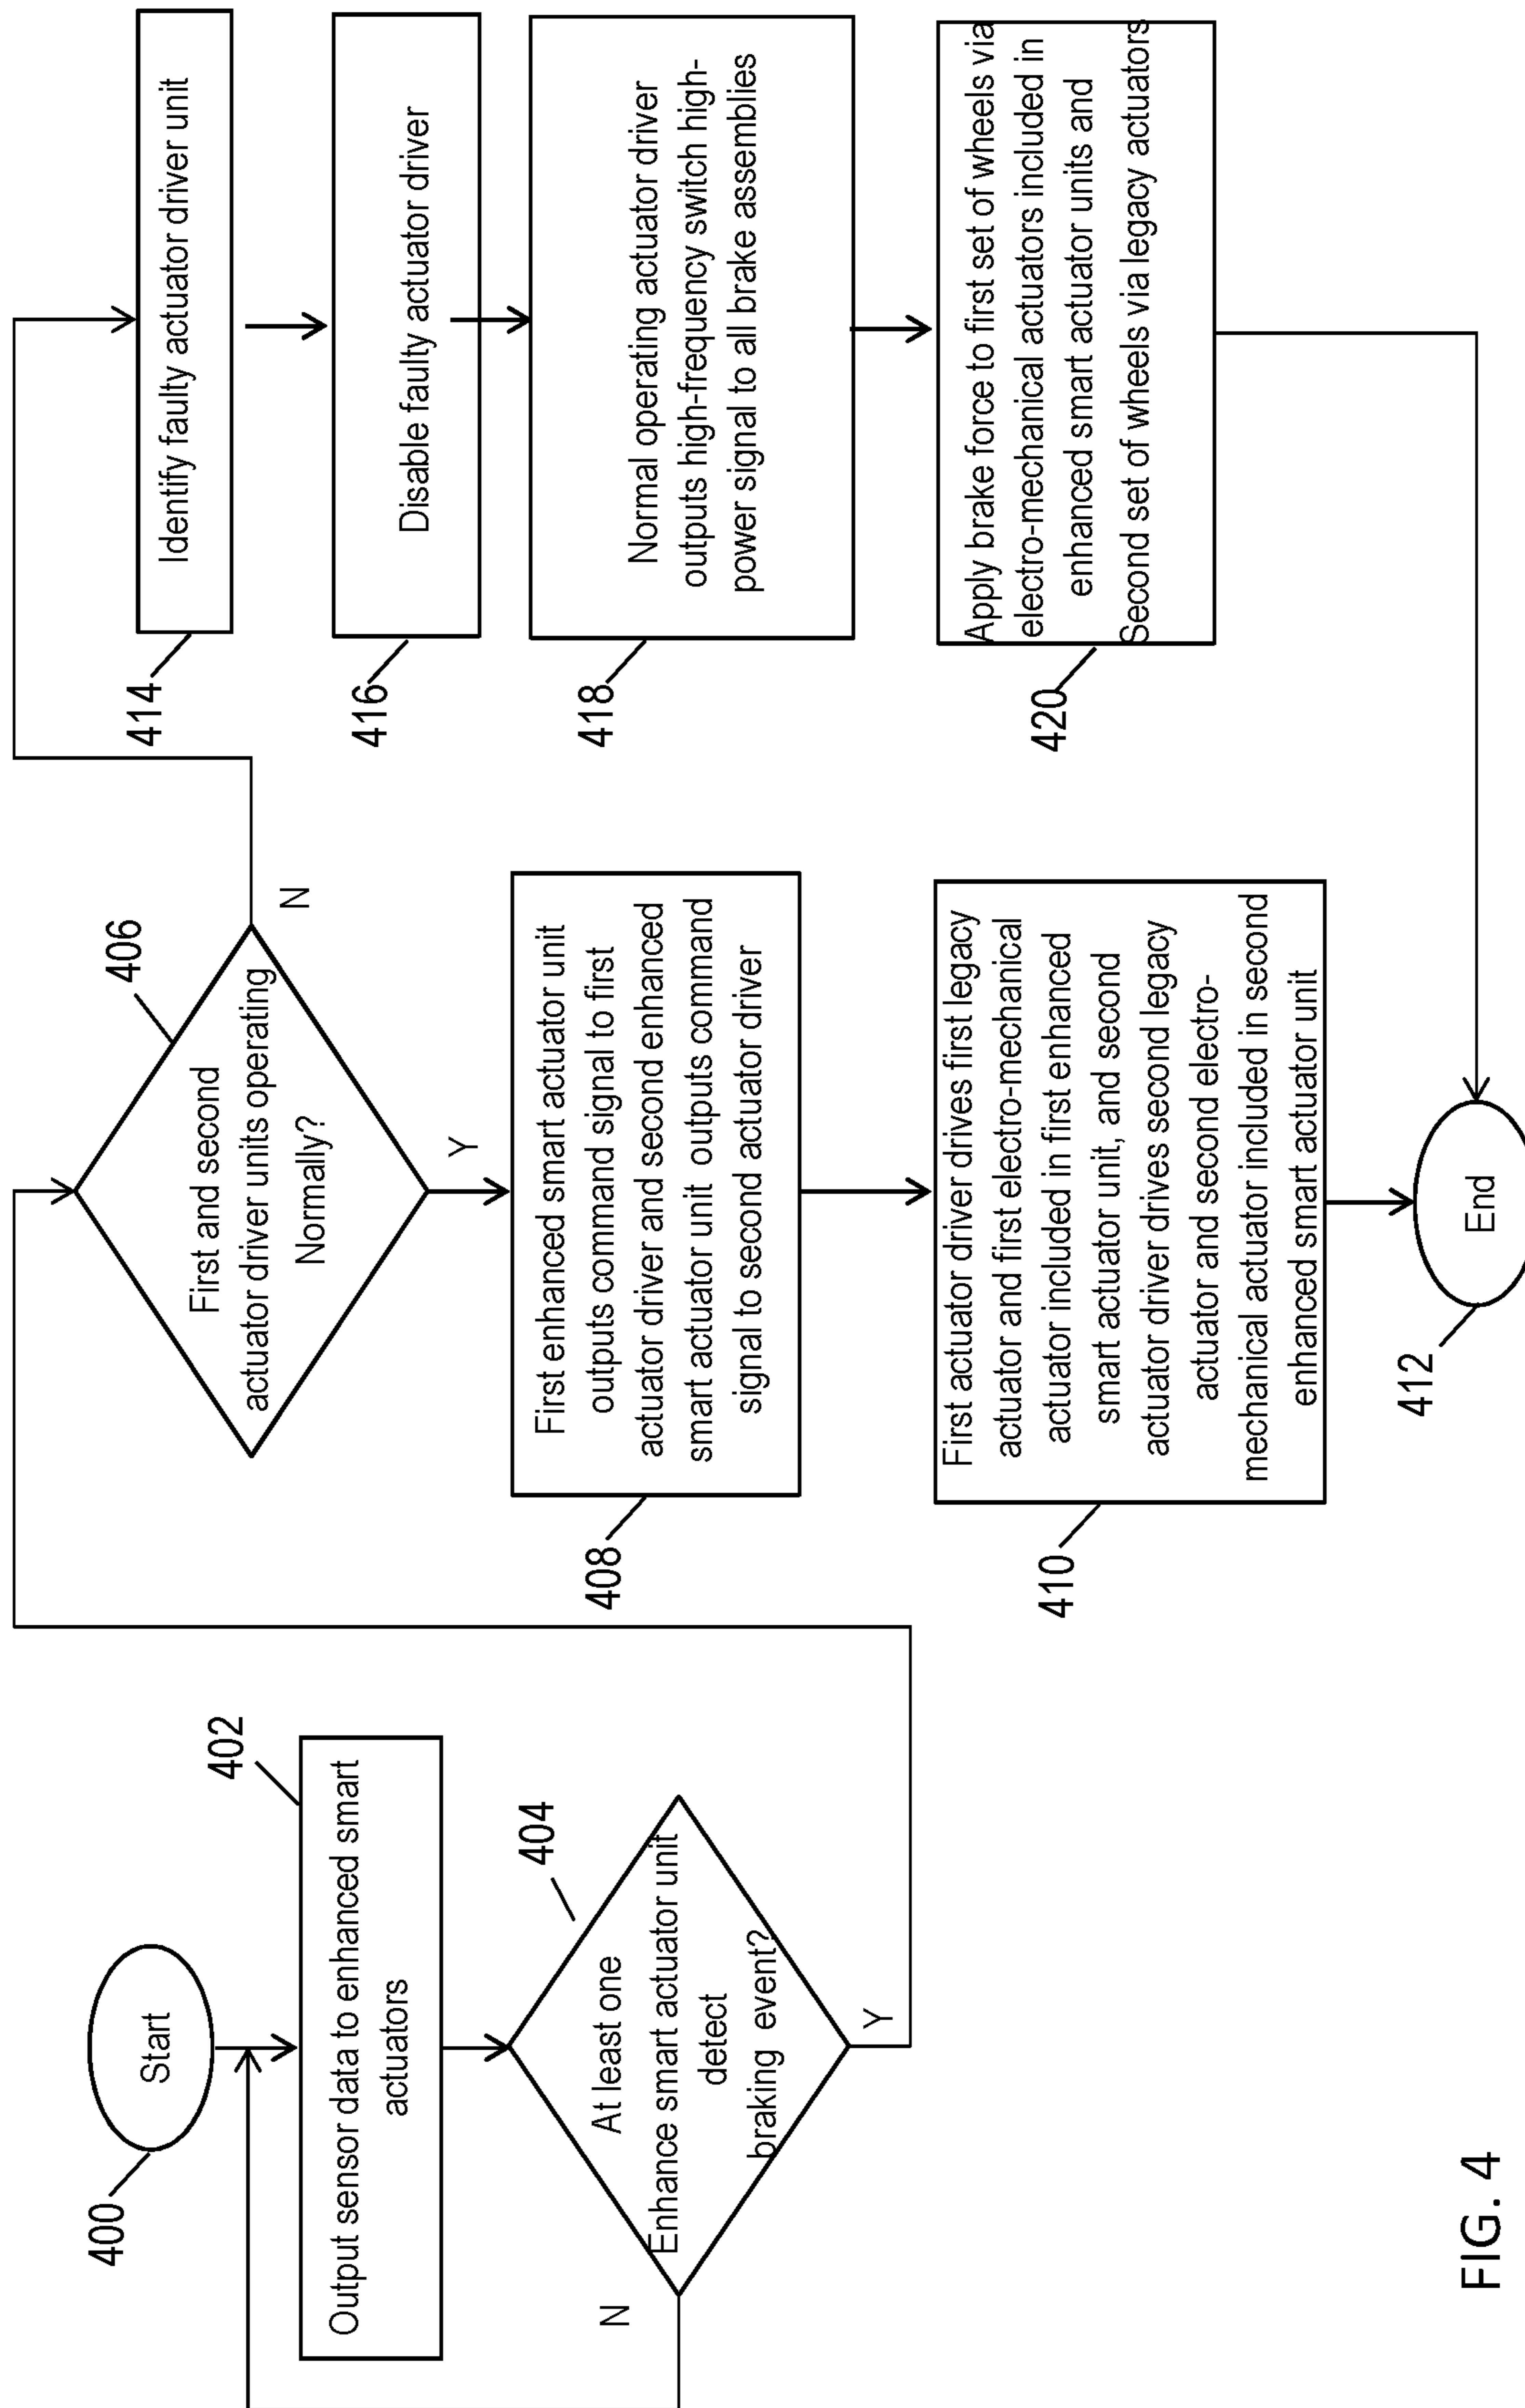 400
Start
402
Output sensor data to enhanced smart
actuators
404
At least one
Enhance smart actuator unit
detect
braking event?
N
Y
406
First and second
actuator driver units operating
Normally?
N
Y
408
First enhanced smart actuator unit
outputs command signal to first
actuator driver and second enhanced
smart actuator unit outputs command
signal to second actuator driver
410
First actuator driver drives first legacy
actuator and first electro-mechanical
actuator included in first enhanced
smart actuator unit, and second
actuator driver drives second legacy
actuator and second electro-
mechanical actuator included in second
enhanced smart actuator unit
412
End
414
Identify faulty actuator driver unit
416
Disable faulty actuator driver
418
Normal operating actuator driver
outputs high-frequency switch high-
power signal to all brake assemblies
420
Apply brake force to first set of wheels via
electro-mechanical actuators included in
enhanced smart actuator units and
Second set of wheels via legacy actuators
FIG. 4